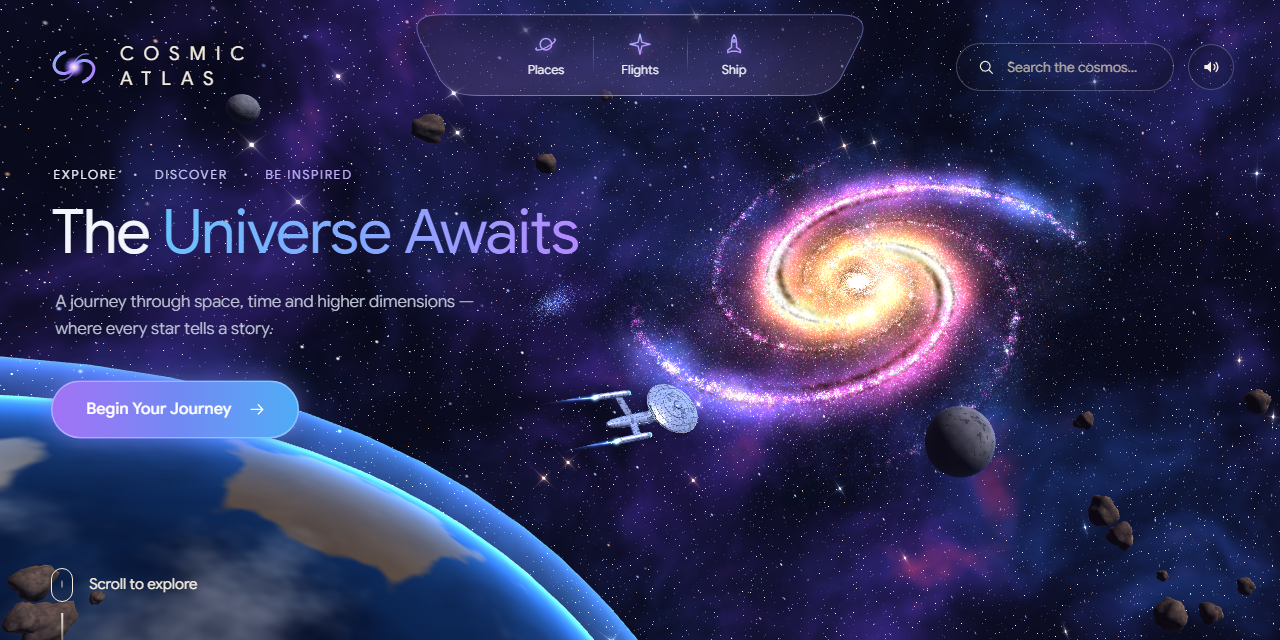 COSMIC
ATLAS
Places
Flights
Ship
Search the cosmos...
EXPLORE • DISCOVER • BE INSPIRED
The Universe Awaits
A journey through space, time and higher dimensions —
where every star tells a story.
Begin Your Journey →
Scroll to explore